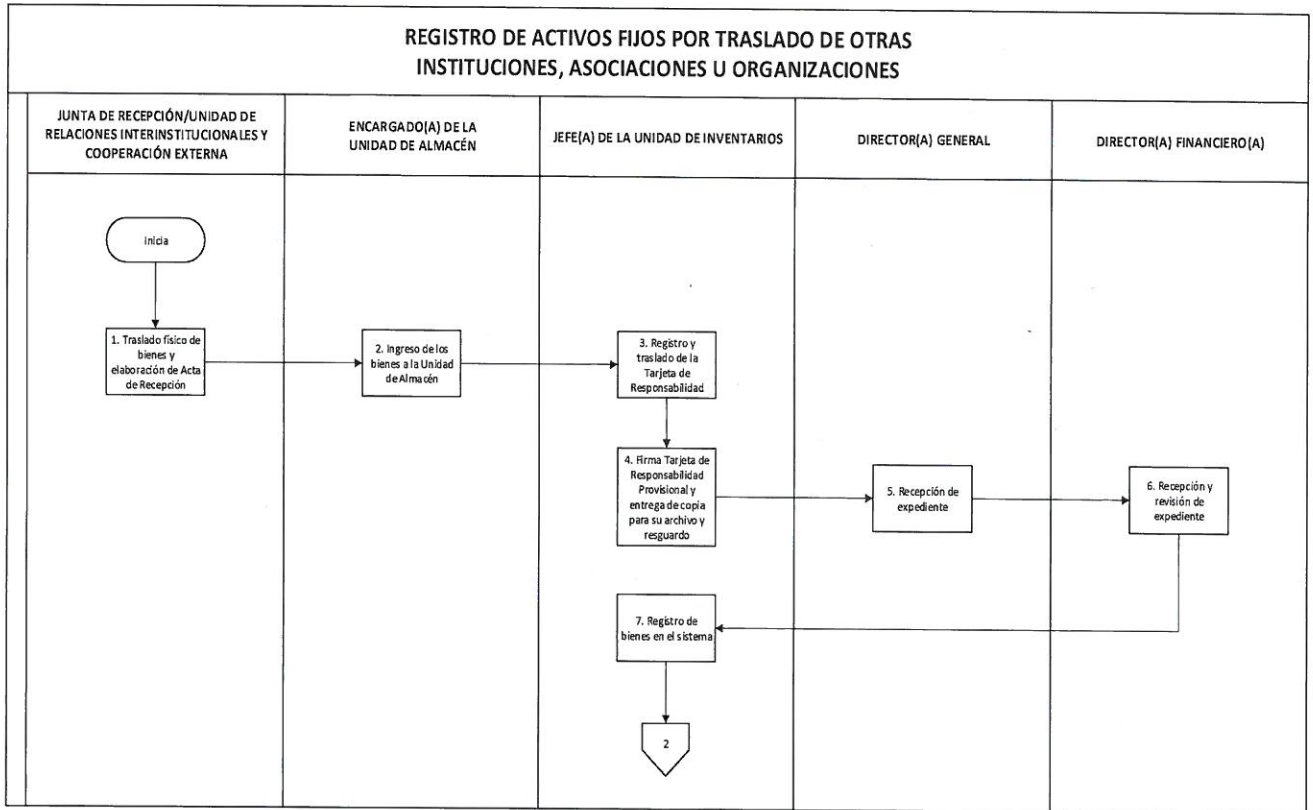 REGISTRO DE ACTIVOS FIJOS POR TRASLADO DE OTRAS
INSTITUCIONES, ASOCIACIONES U ORGANIZACIONES
JUNTA DE RECEPCIÓN/UNIDAD DE
RELACIONES INTERINSTITUCIONALES Y
COOPERACIÓN EXTERNA
ENCARGADO(A) DE LA
UNIDAD DE ALMACÉN
JEFE(A) DE LA UNIDAD DE INVENTARIOS
DIRECTOR(A) GENERAL
DIRECTOR(A) FINANCIERO(A)
Inicia
1. Traslado físico de
bienes y
elaboración de Acta
de Recepción
2. Ingreso de los
bienes a la Unidad
de Almacén
3. Registro y
traslado de la
Tarjeta de
Responsabilidad
4. Firma Tarjeta de
Responsabilidad
Provisional y
entrega de copia
para su archivo y
resguardo
5. Recepción de
expediente
6. Recepción y
revisión de
expediente
7. Registro de
bienes en el sistema
2